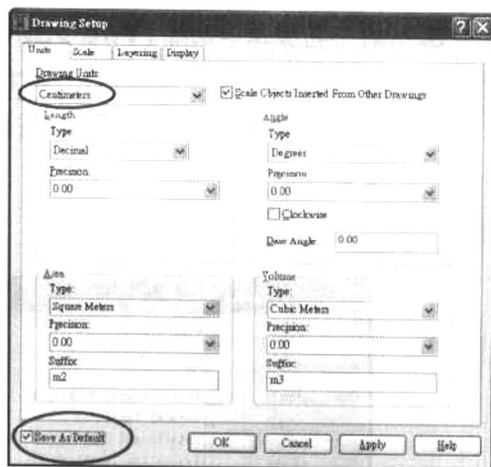 Drawing Setup
Units Scale Layering Display
Drawing Units:
Centimeters
Scale Objects Inserted From Other Drawings
Length
Type
Decimal
Precision
0.00
Angle
Type
Degrees
Precision
0.00
Clockwise
Base Angle 0.00
Area
Type:
Square Meters
Precision:
0.00
Suffix
m2
Volume
Type:
Cubic Meters
Precision:
0.00
Suffix:
m3
Save As Default
OK Cancel Apply Help